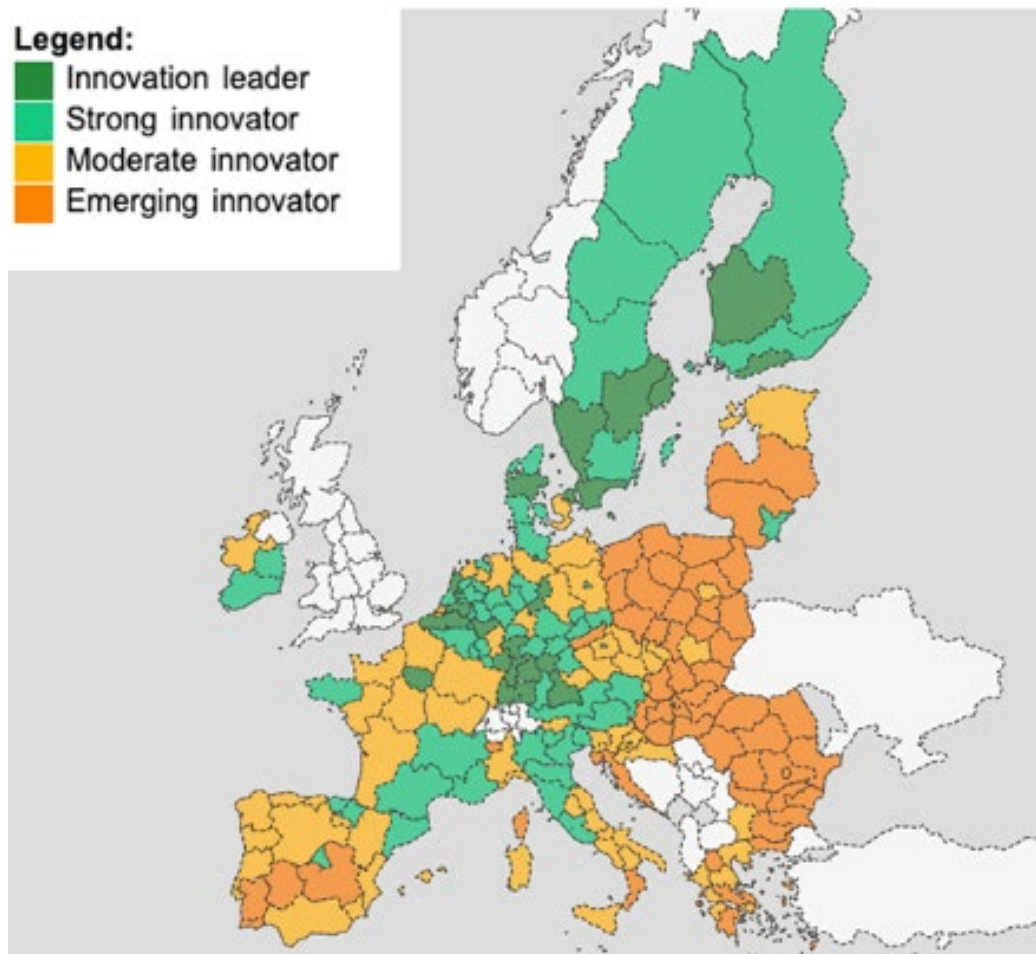 Legend:
Innovation leader
Strong innovator
Moderate innovator
Emerging innovator